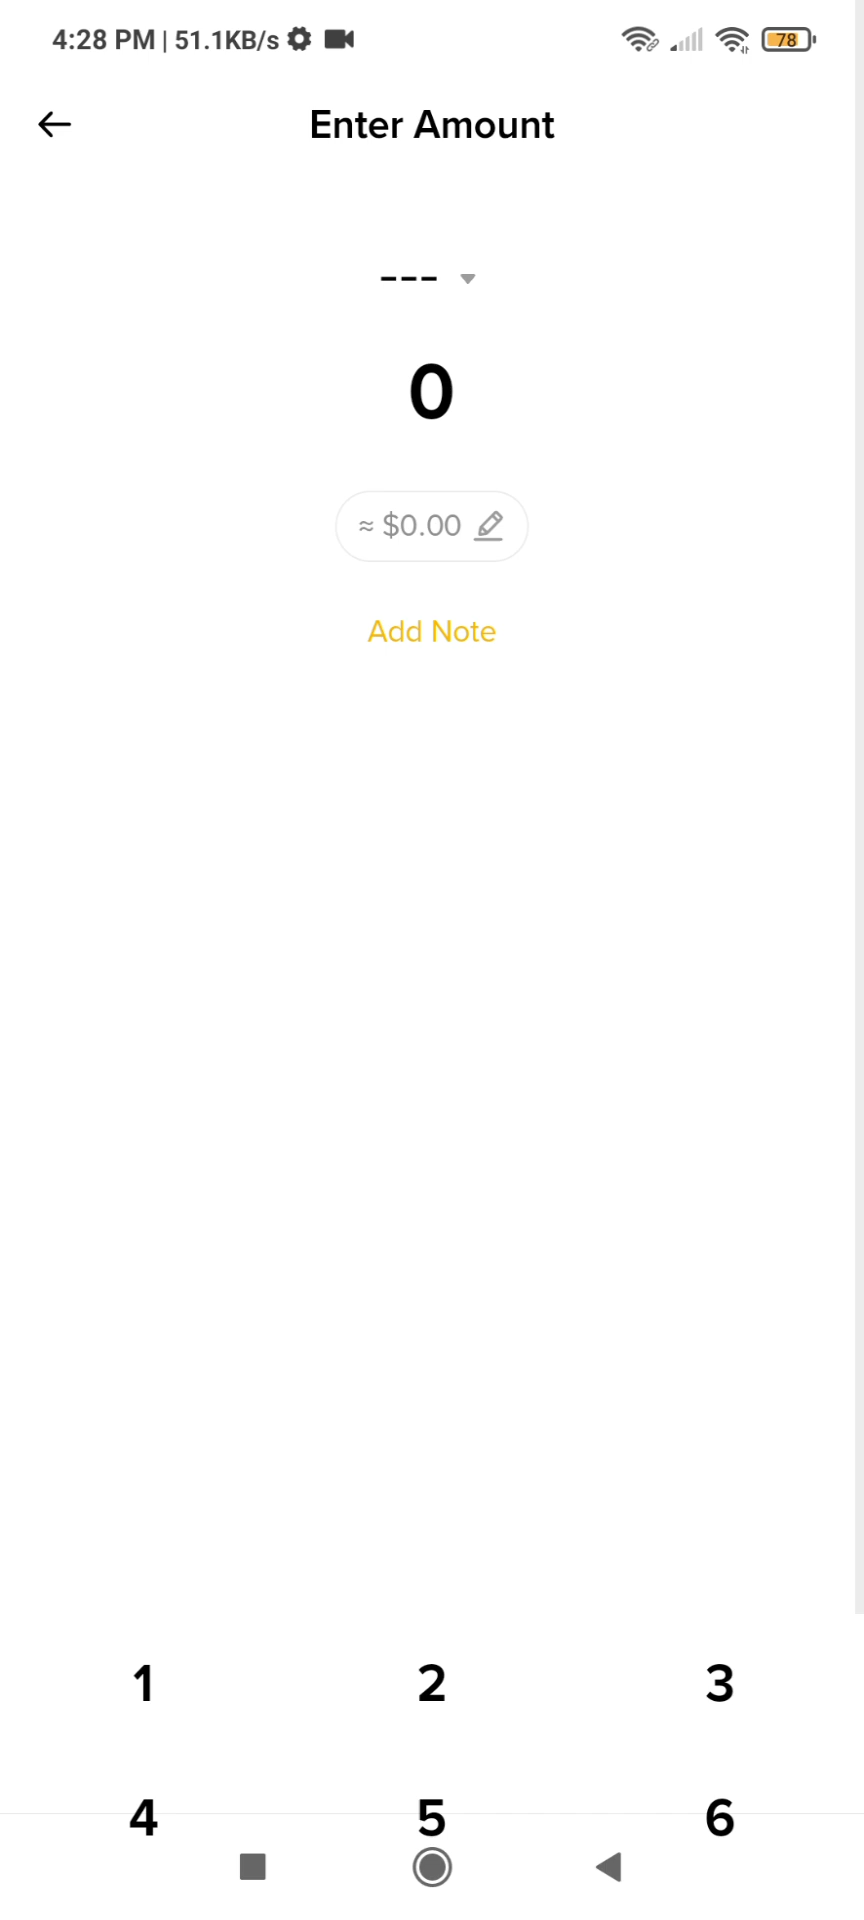 4:28 PM | 51.1KB/s 78
Enter Amount
---
0
≈ $0.00
Add Note
1 2 3
4 5 6